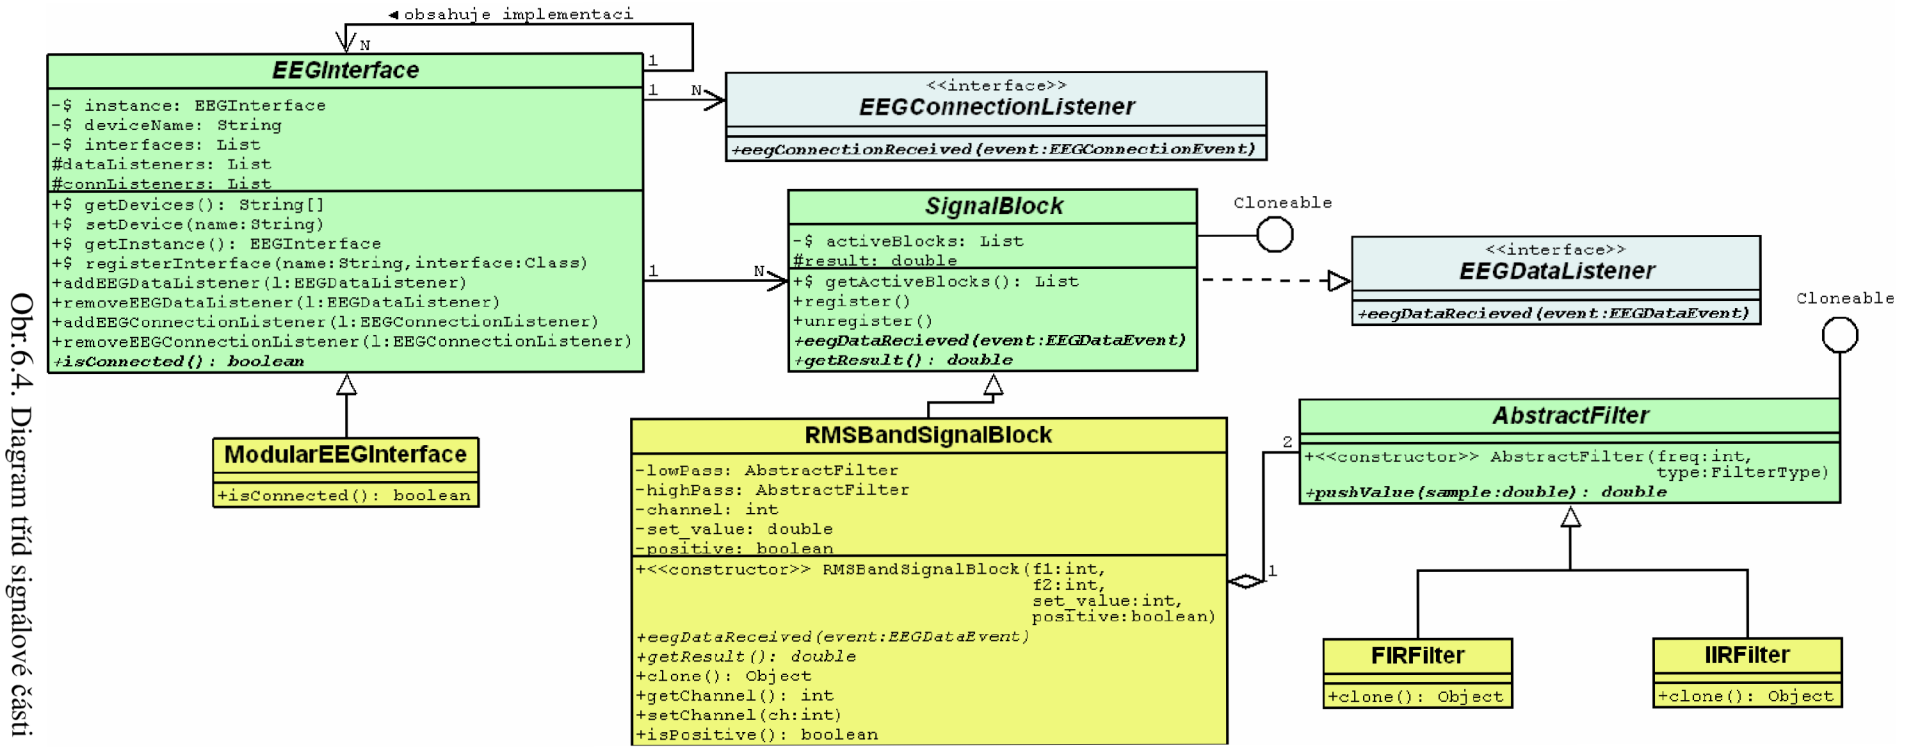 ◄ obsahuje implementaci
N
1
EEGInterface
-$ instance: EEGInterface
-$ deviceName: String
-$ interfaces: List
#dataListeners: List
#connListeners: List
+$ getDevices(): String[]
+$ setDevice(name:String)
+$ getInstance(): EEGInterface
+$ registerInterface(name:String,interface:Class)
+addEEGDataListener(l:EEGDataListener)
+removeEEGDataListener(l:EEGDataListener)
+addEEGConnectionListener(l:EEGConnectionListener)
+removeEEGConnectionListener(l:EEGConnectionListener)
+isConnected(): boolean
1
N
<<interface>>
EEGConnectionListener
+eegConnectionReceived(event:EEGConnectionEvent)
1
N
SignalBlock
-$ activeBlocks: List
#result: double
+$ getActiveBlocks(): List
+register()
+unregister()
+eegDataRecieved(event:EEGDataEvent)
+getResult(): double
Cloneable
<<interface>>
EEGDataListener
+eegDataRecieved(event:EEGDataEvent)
Cloneable
ModularEEGInterface
+isConnected(): boolean
RMSBandSignalBlock
-lowPass: AbstractFilter
-highPass: AbstractFilter
-channel: int
-set_value: double
-positive: boolean
+<<constructor>> RMSBandSignalBlock(f1:int,
f2:int,
set_value:int,
positive:boolean)
+eegDataReceived(event:EEGDataEvent)
+getResult(): double
+clone(): Object
+getChannel(): int
+setChannel(ch:int)
+isPositive(): boolean
1
2
AbstractFilter
+<<constructor>> AbstractFilter(freq:int,
type:FilterType)
+pushValue(sample:double): double
FIRFilter
+clone(): Object
IIRFilter
+clone(): Object
Obr.6.4. Diagram tříd signálové části